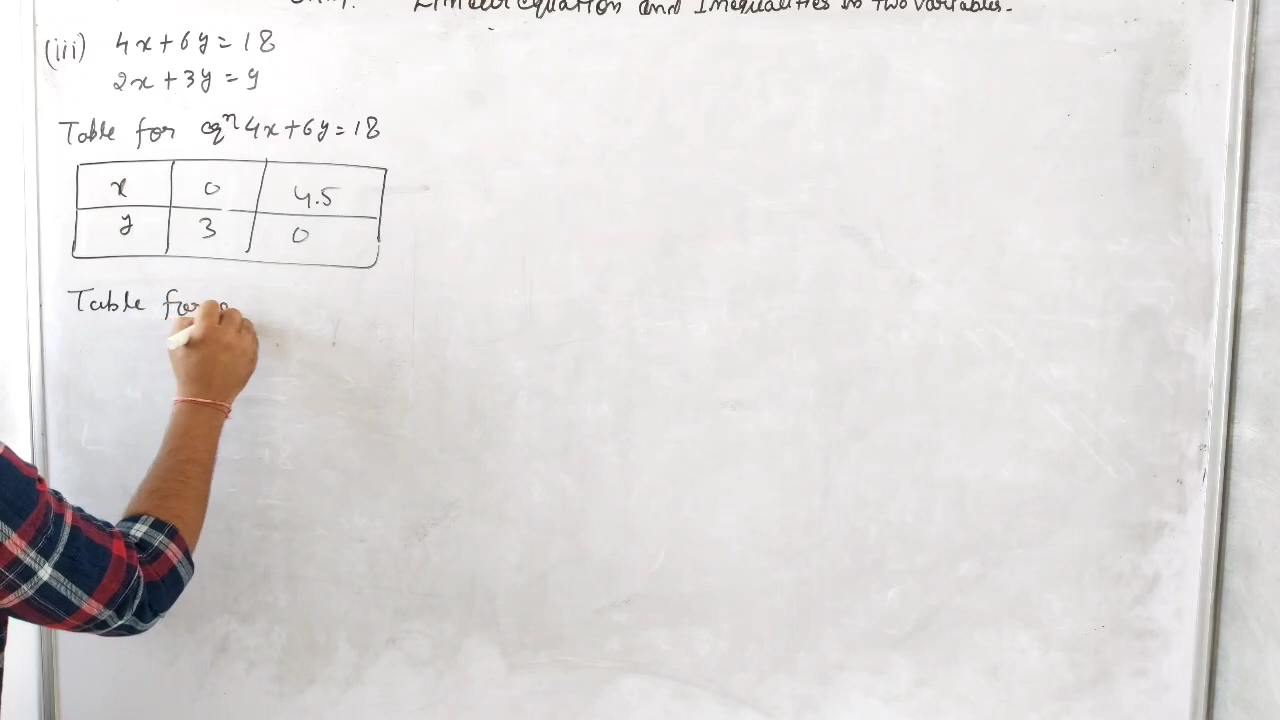 Linear equation and Inequalities in two variables.
(iii) 4x+6y=18
2x+3y=9
Table for eqⁿ 4x+6y=18
x 0 4.5
y 3 0
Table for